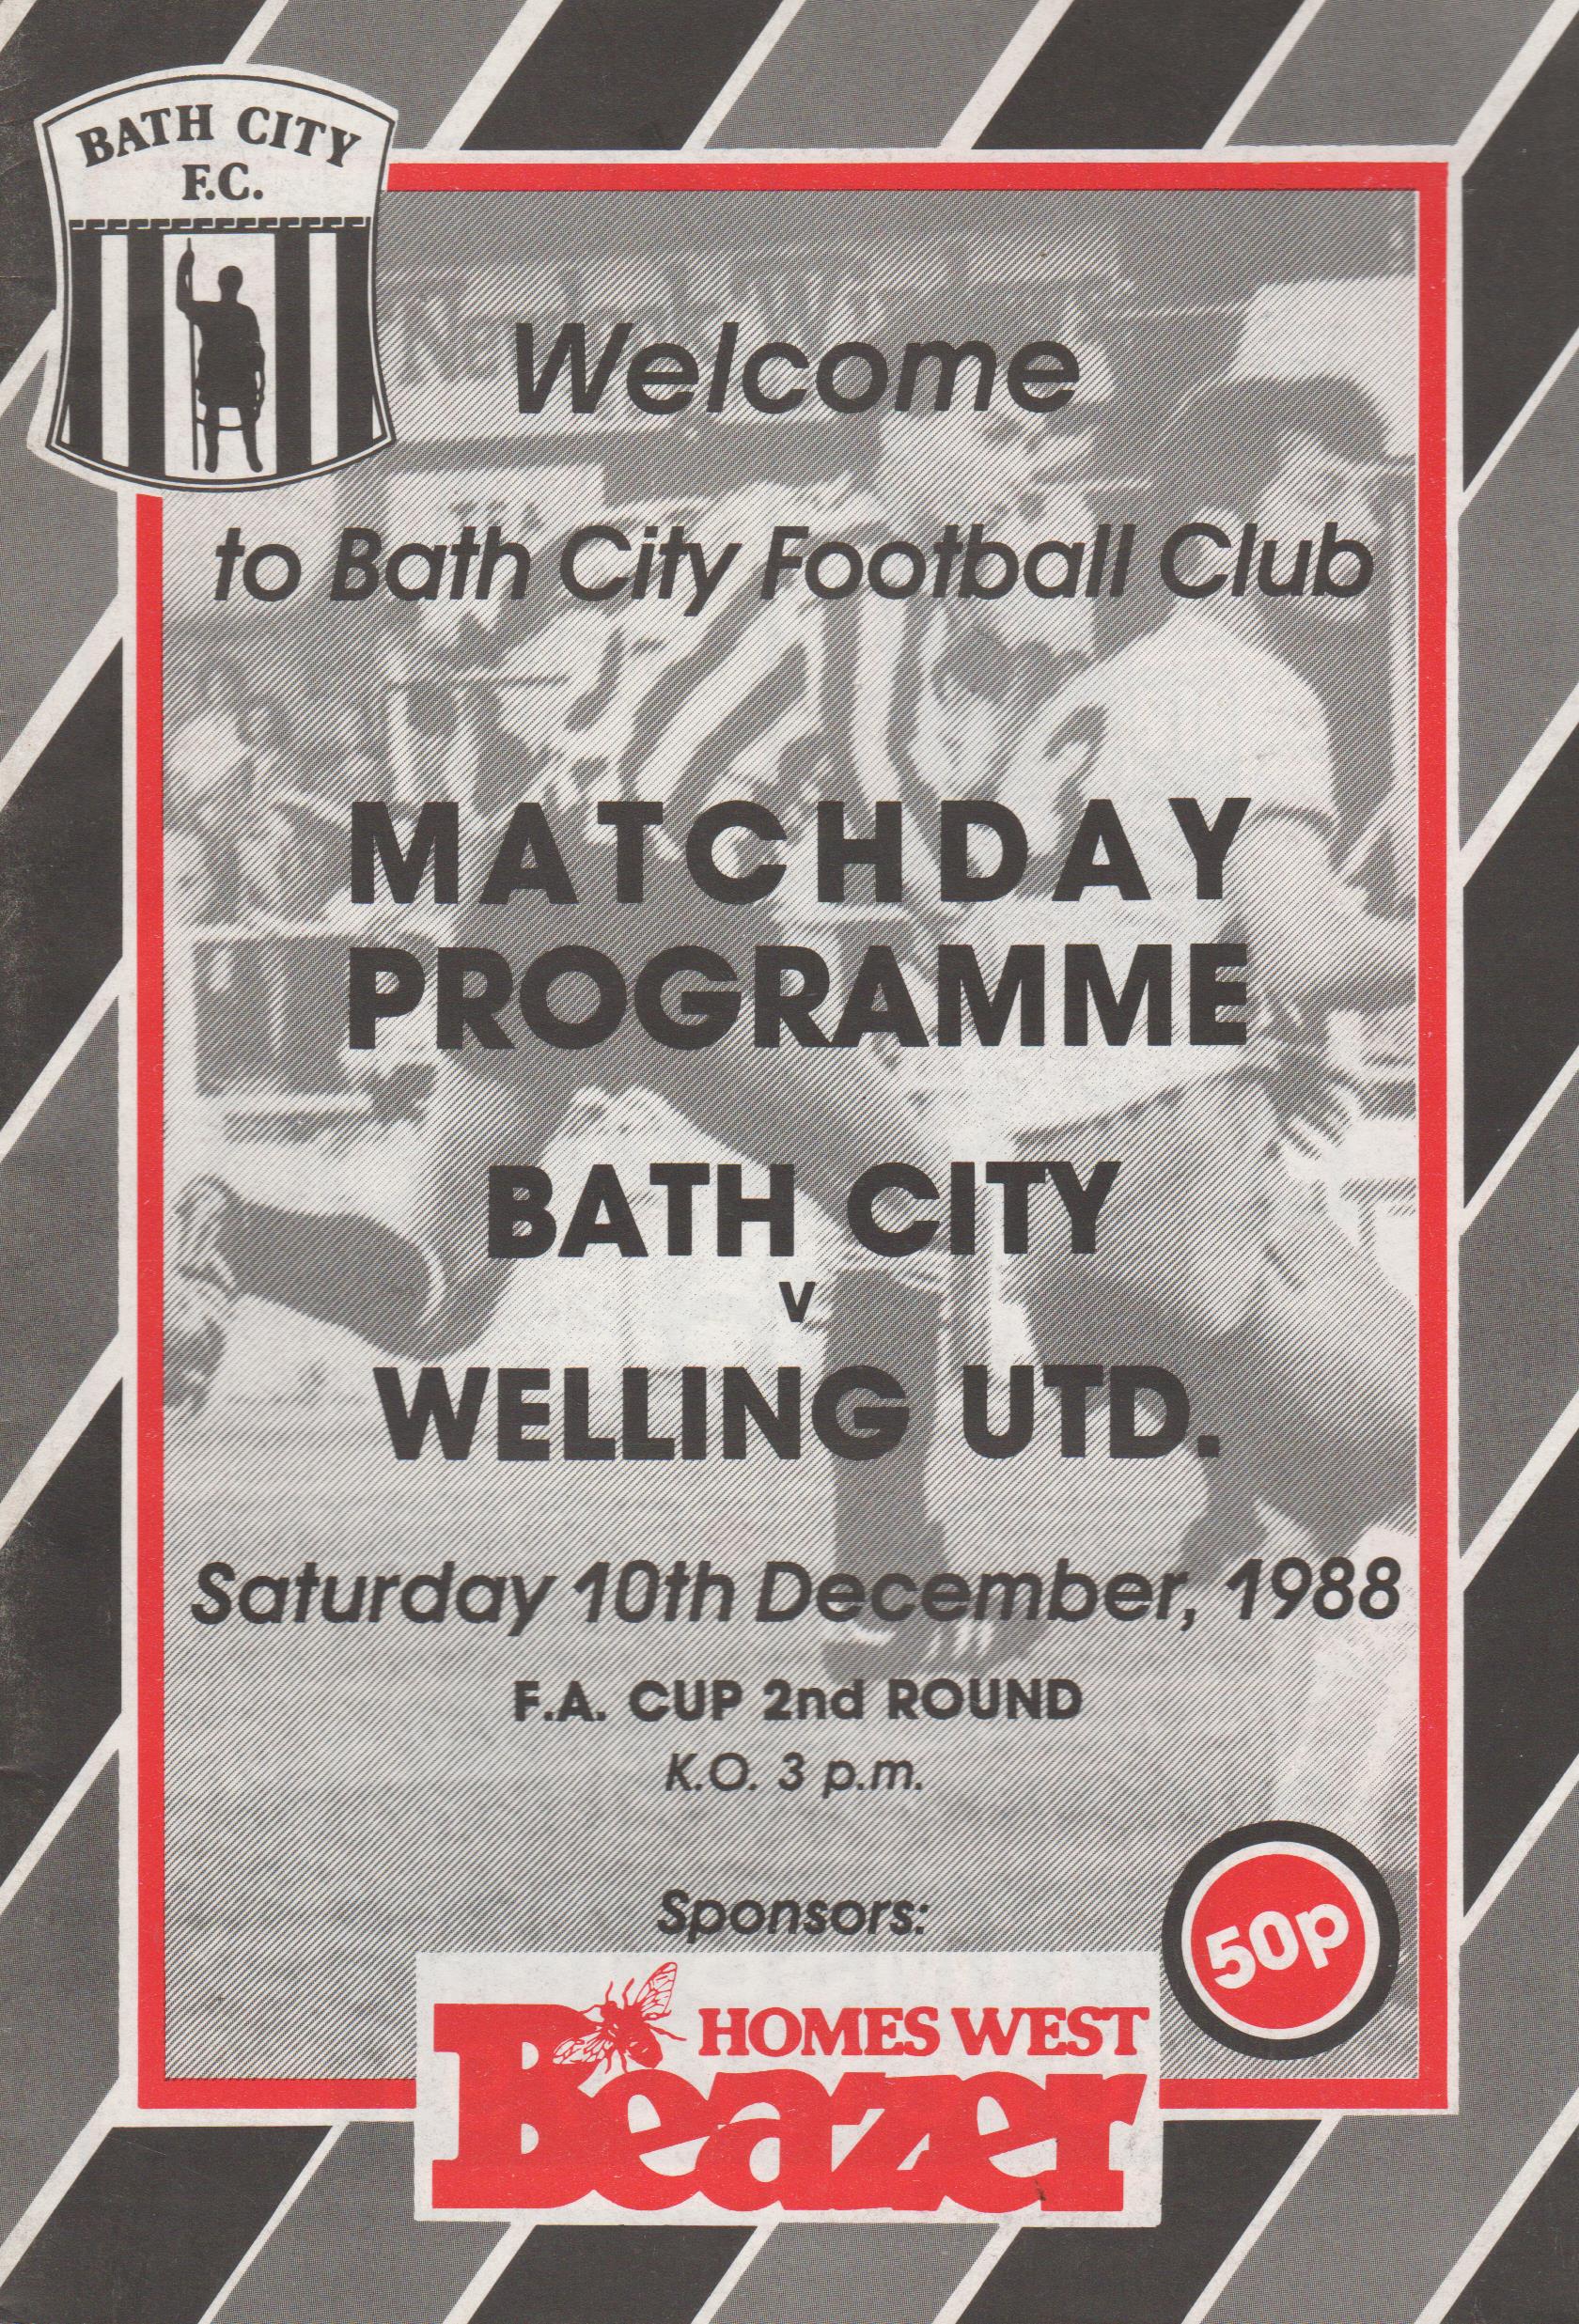 BATH CITY
F.C.
Welcome
to Bath City Football Club
MATCHDAY
PROGRAMME
BATH CITY
v
WELLING UTD.
Saturday 10th December, 1988
F.A. CUP 2nd ROUND
K.O. 3 p.m.
Sponsors:
50p
HOMES WEST
Beazer